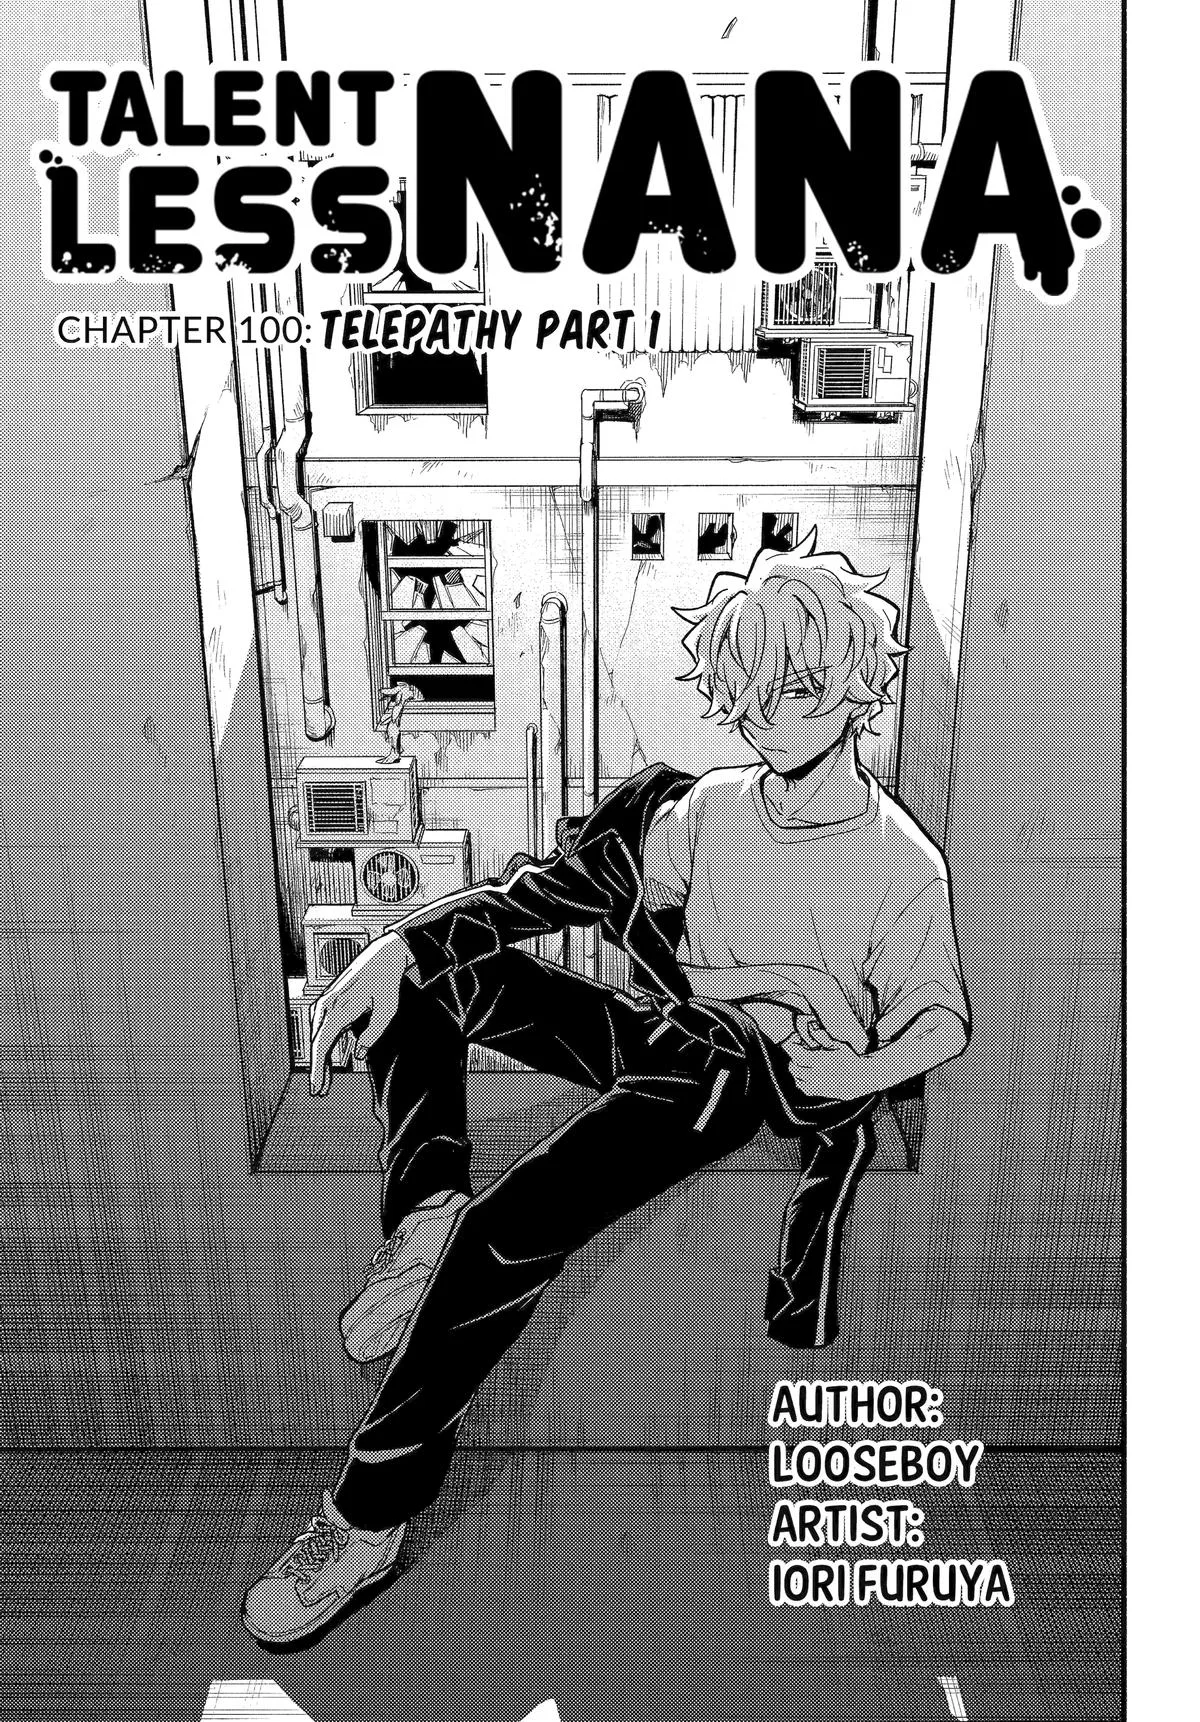 TALENT
LESS NANA
CHAPTER 100: TELEPATHY PART 1
AUTHOR:
LOOSEBOY
ARTIST:
IORI FURUYA